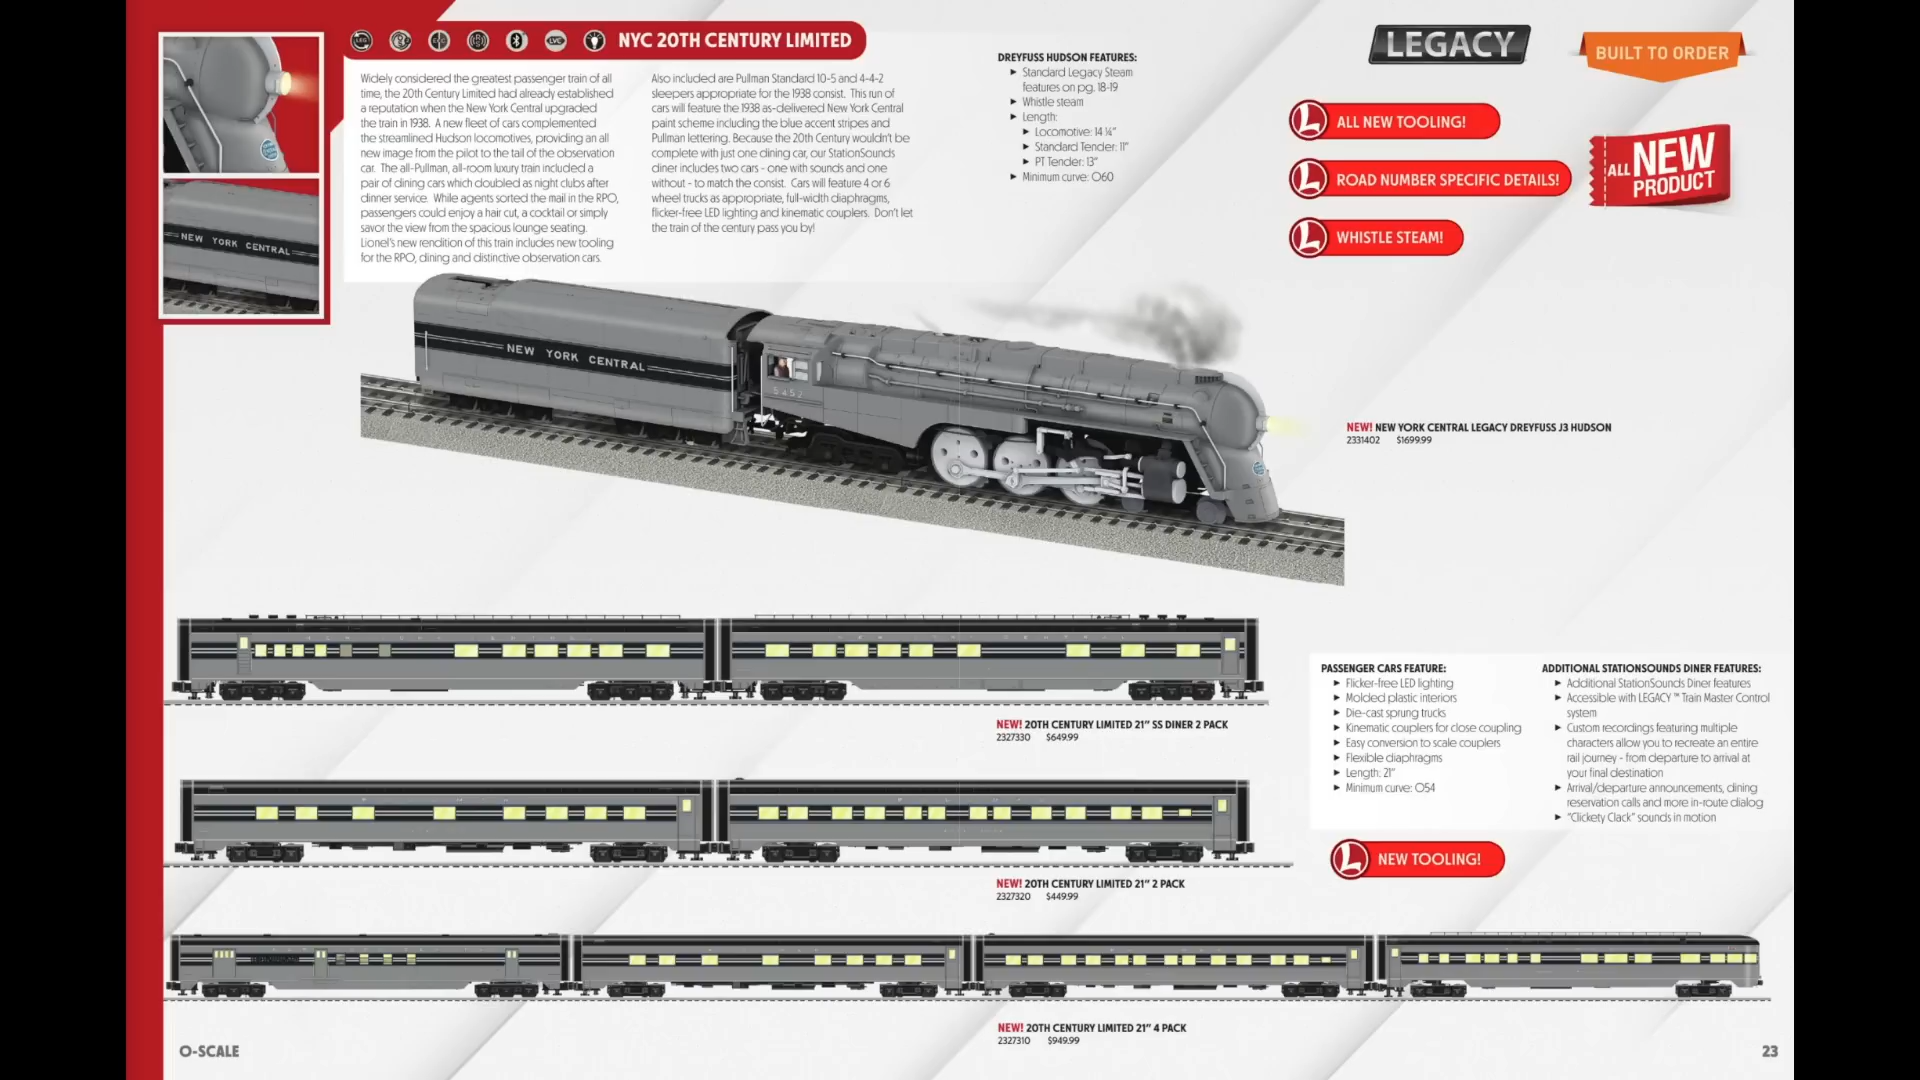 NYC 20TH CENTURY LIMITED
Widely considered the greatest passenger train of all
time, the 20th Century Limited had already established
a reputation when the New York Central upgraded
the train in 1938. A new fleet of cars complemented
the streamlined Hudson locomotives, providing an all
new image from the pilot to the tail of the observation
car. The all-Pullman, all-room luxury train included a
pair of dining cars which doubled as night clubs after
dinner service. While agents sorted the mail in the RPO,
passengers could enjoy a hair cut, a cocktail or simply
savor the view from the spacious lounge seating.
Lionel's new rendition of this train includes new tooling
for the RPO, dining and distinctive observation cars.
Also included are Pullman Standard 10-5 and 4-4-2
sleepers appropriate for the 1938 consist. This run of
cars will feature the 1938 as-delivered New York Central
paint scheme including the blue accent stripes and
Pullman lettering. Because the 20th Century wouldn't be
complete with just one dining car, our StationSounds
diner includes two cars - one with sounds and one
without - to match the consist. Cars will feature 4 or 6
wheel trucks as appropriate, full-width diaphragms,
flicker-free LED lighting and kinematic couplers. Don't let
the train of the century pass you by!
DREYFUSS HUDSON FEATURES:
► Standard Legacy Steam
features on pg. 18-19
► Whistle steam
► Length:
► Locomotive: 14 ¼"
► Standard Tender: 11"
► PT Tender: 13"
► Minimum curve: O60
LEGACY
BUILT TO ORDER
L ALL NEW TOOLING!
L ROAD NUMBER SPECIFIC DETAILS!
L WHISTLE STEAM!
ALL NEW
PRODUCT
NEW YORK CENTRAL
NEW YORK CENTRAL
5452
NEW! NEW YORK CENTRAL LEGACY DREYFUSS J3 HUDSON
2331402 $1699.99
NEW! 20TH CENTURY LIMITED 21" SS DINER 2 PACK
2327330 $649.99
NEW! 20TH CENTURY LIMITED 21" 2 PACK
2327320 $449.99
NEW! 20TH CENTURY LIMITED 21" 4 PACK
2327310 $949.99
PASSENGER CARS FEATURE:
► Flicker-free LED lighting
► Molded plastic interiors
► Die-cast sprung trucks
► Kinematic couplers for close coupling
► Easy conversion to scale couplers
► Flexible diaphragms
► Length: 21"
► Minimum curve: O54
ADDITIONAL STATIONSOUNDS DINER FEATURES:
► Additional StationSounds Diner features
► Accessible with LEGACY ™ Train Master Control
system
► Custom recordings featuring multiple
characters allow you to recreate an entire
rail journey - from departure to arrival at
your final destination
► Arrival/departure announcements, dining
reservation calls and more in-route dialog
► "Clickety Clack" sounds in motion
L NEW TOOLING!
O-SCALE
23